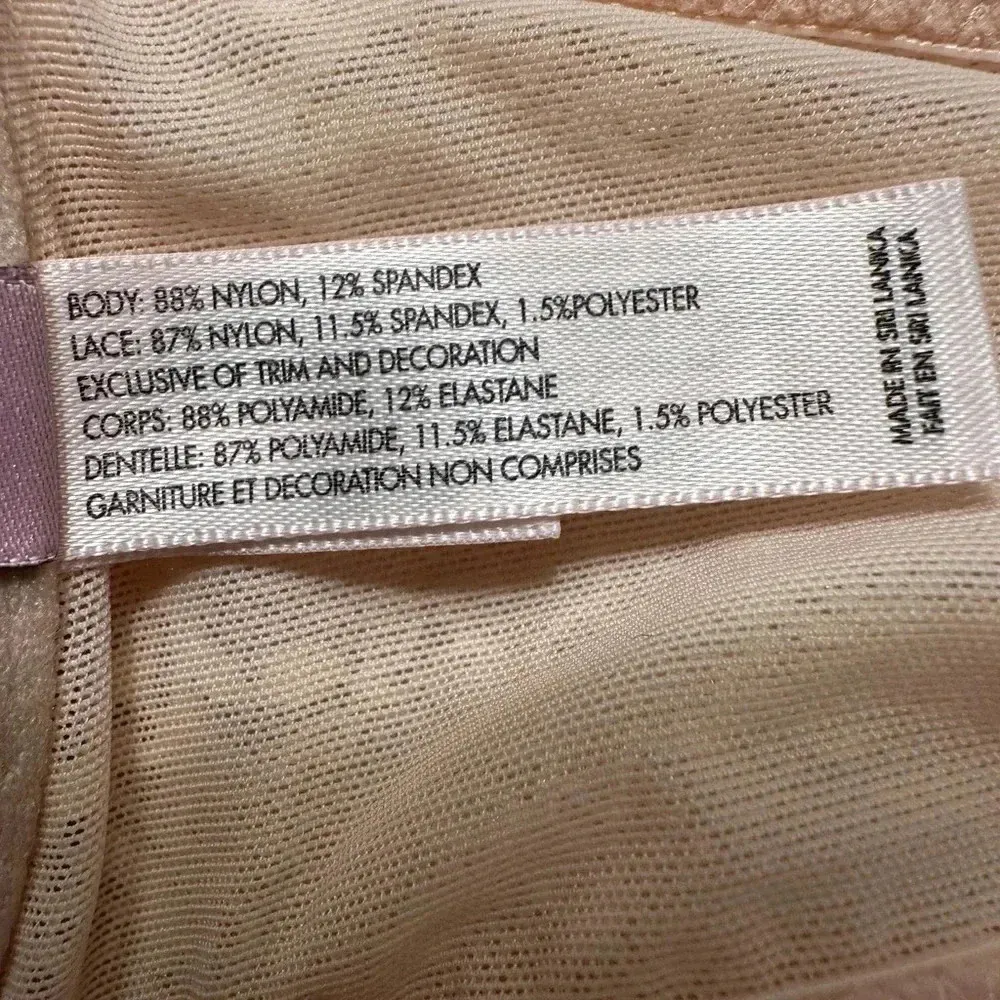 BODY: 88% NYLON, 12% SPANDEX
LACE: 87% NYLON, 11.5% SPANDEX, 1.5%POLYESTER
EXCLUSIVE OF TRIM AND DECORATION
CORPS: 88% POLYAMIDE, 12% ELASTANE
DENTELLE: 87% POLYAMIDE, 11.5% ELASTANE, 1.5% POLYESTER
GARNITURE ET DECORATION NON COMPRISES
MADE IN SRI LANKA
FAIT EN SRI LANKA